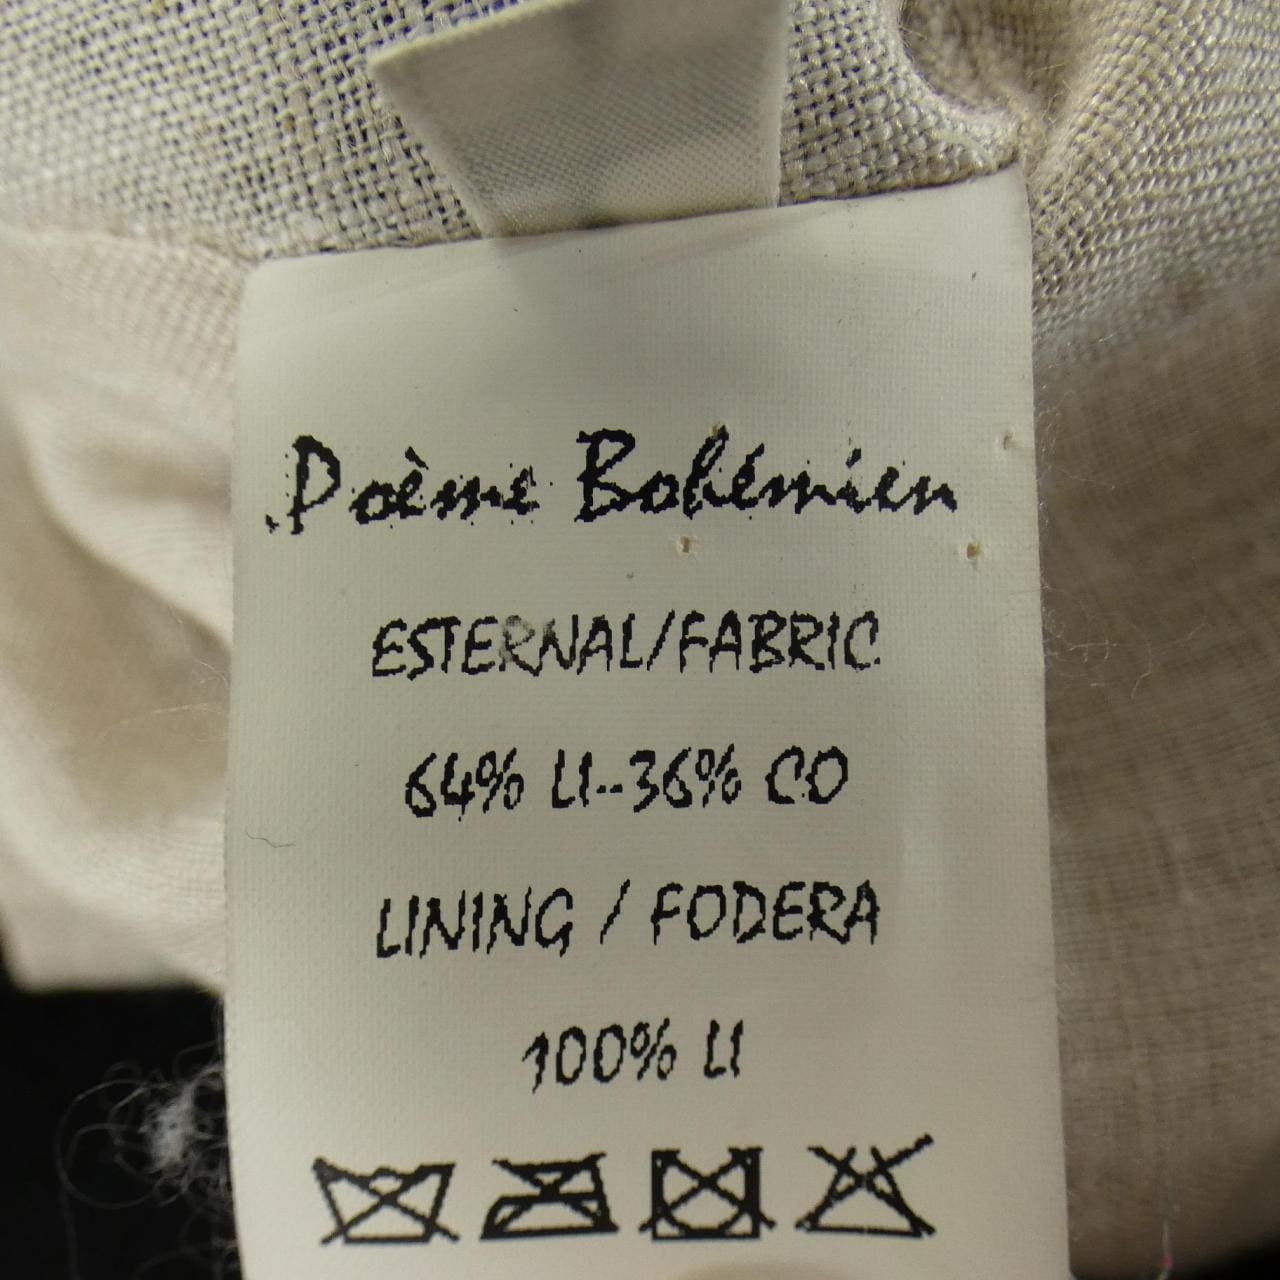 Poème Bohémien
ESTERNAL/FABRIC
64% LI--36% CO
LINING / FODERA
100% LI